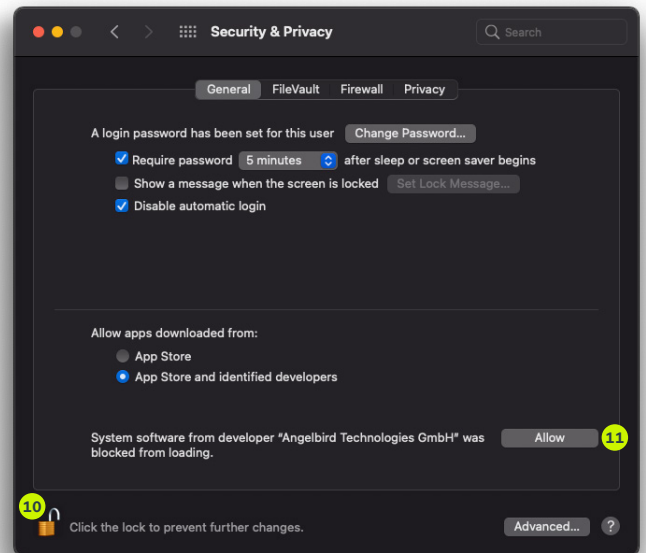 Security & Privacy
Search
General
FileVault
Firewall
Privacy
A login password has been set for this user
Change Password...
Require password
5 minutes
after sleep or screen saver begins
Show a message when the screen is locked
Set Lock Message...
Disable automatic login
Allow apps downloaded from:
App Store
App Store and identified developers
System software from developer “Angelbird Technologies GmbH” was
blocked from loading.
Allow
11
10
Click the lock to prevent further changes.
Advanced...
?